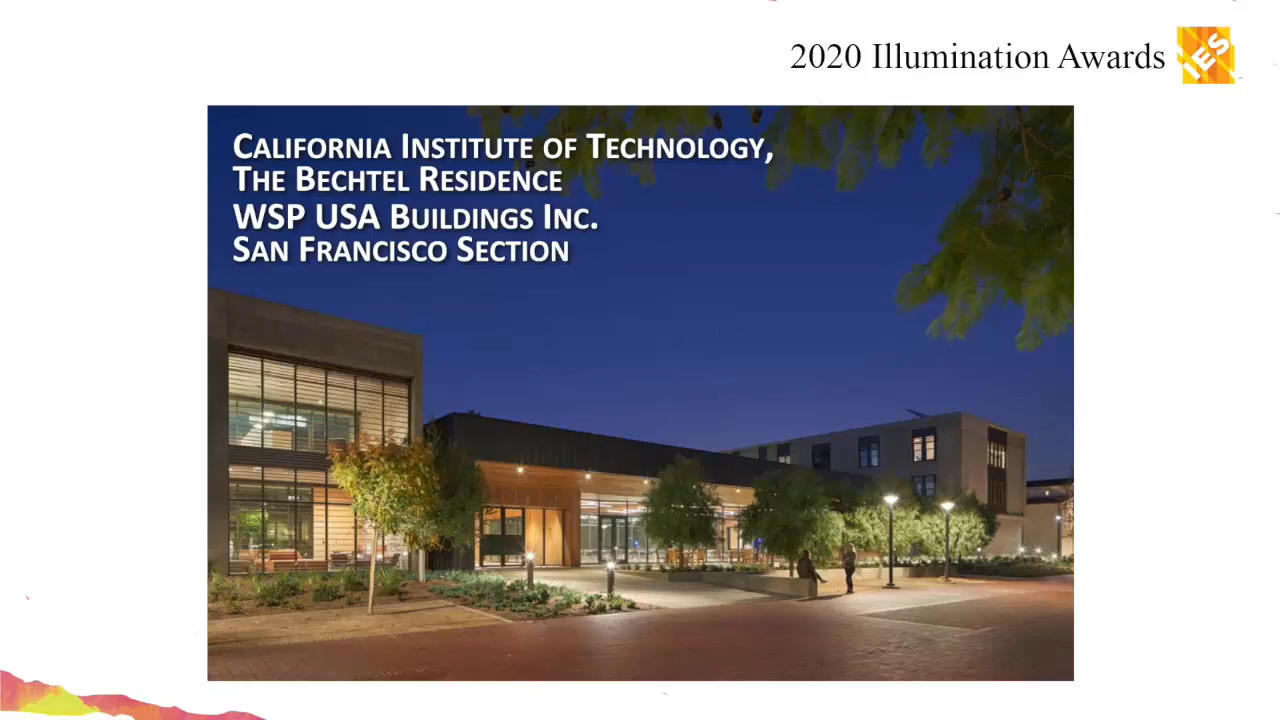 2020 Illumination Awards
IES
CALIFORNIA INSTITUTE OF TECHNOLOGY,
THE BECHTEL RESIDENCE
WSP USA BUILDINGS INC.
SAN FRANCISCO SECTION